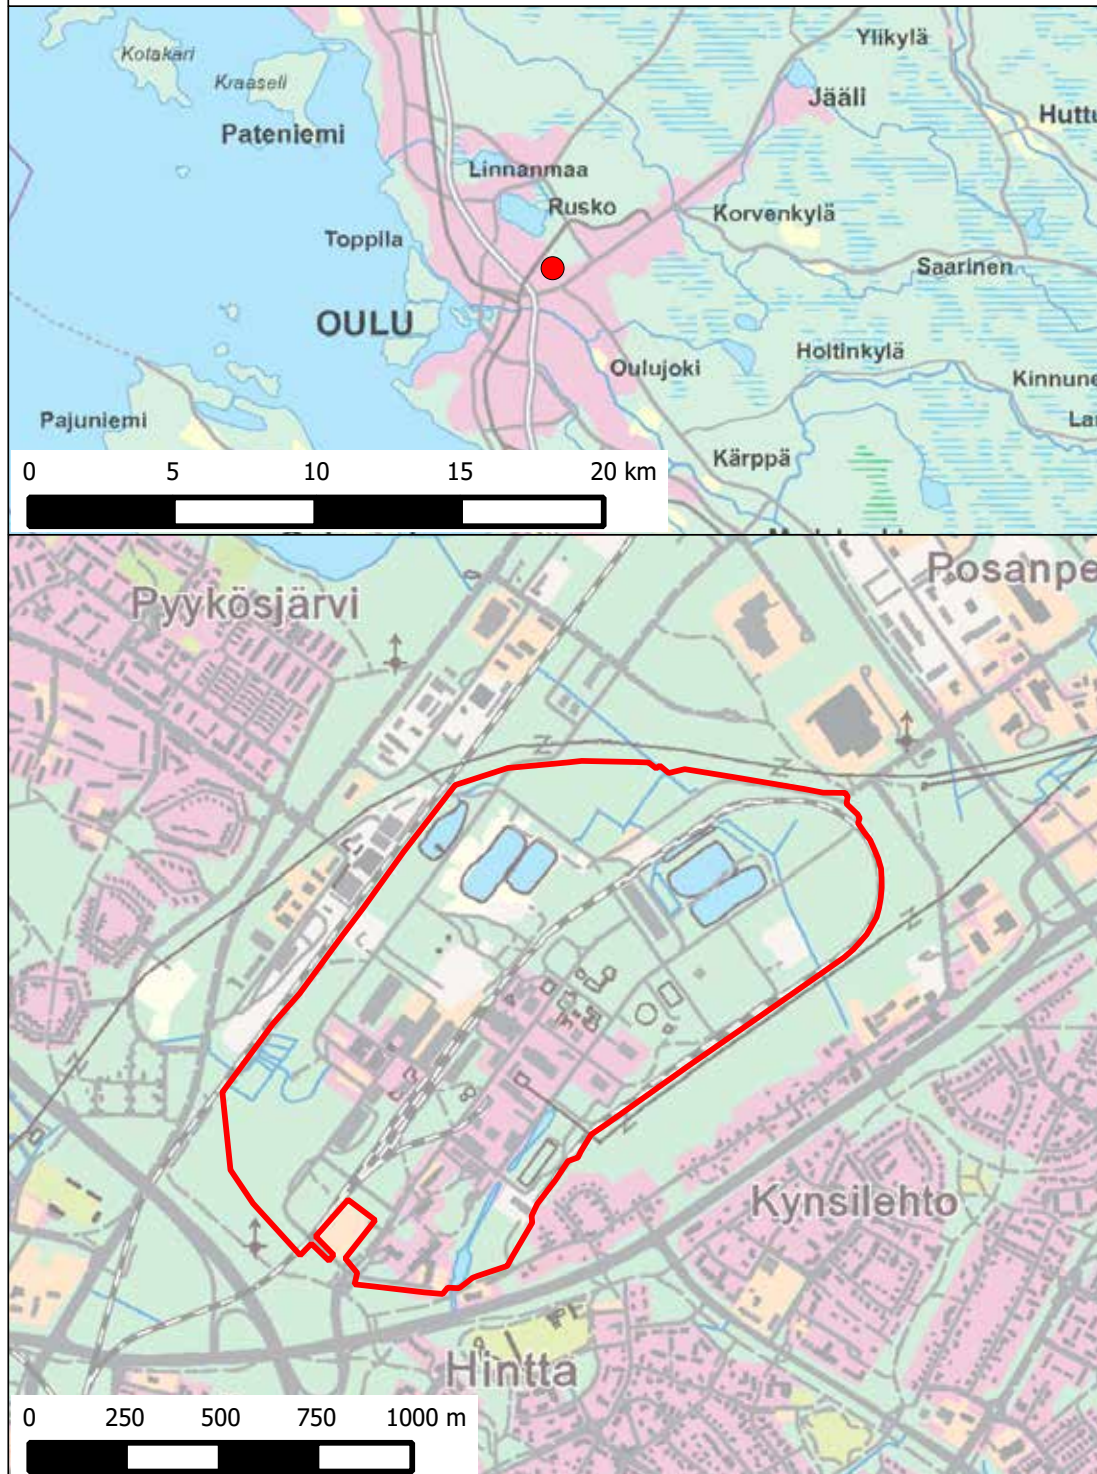 Kotakari
Kraaseli
Ylikylä
Jääli
Huttu
Pateniemi
Linnanmaa
Rusko
Korvenkylä
Toppila
Saarinen
OULU
Holtinkylä
Oulujoki
Kinnune
Pajuniemi
Kärppä
0 5 10 15 20 km
Posanpe
Pyykösjärvi
Kynsilehto
Hintta
0 250 500 750 1000 m